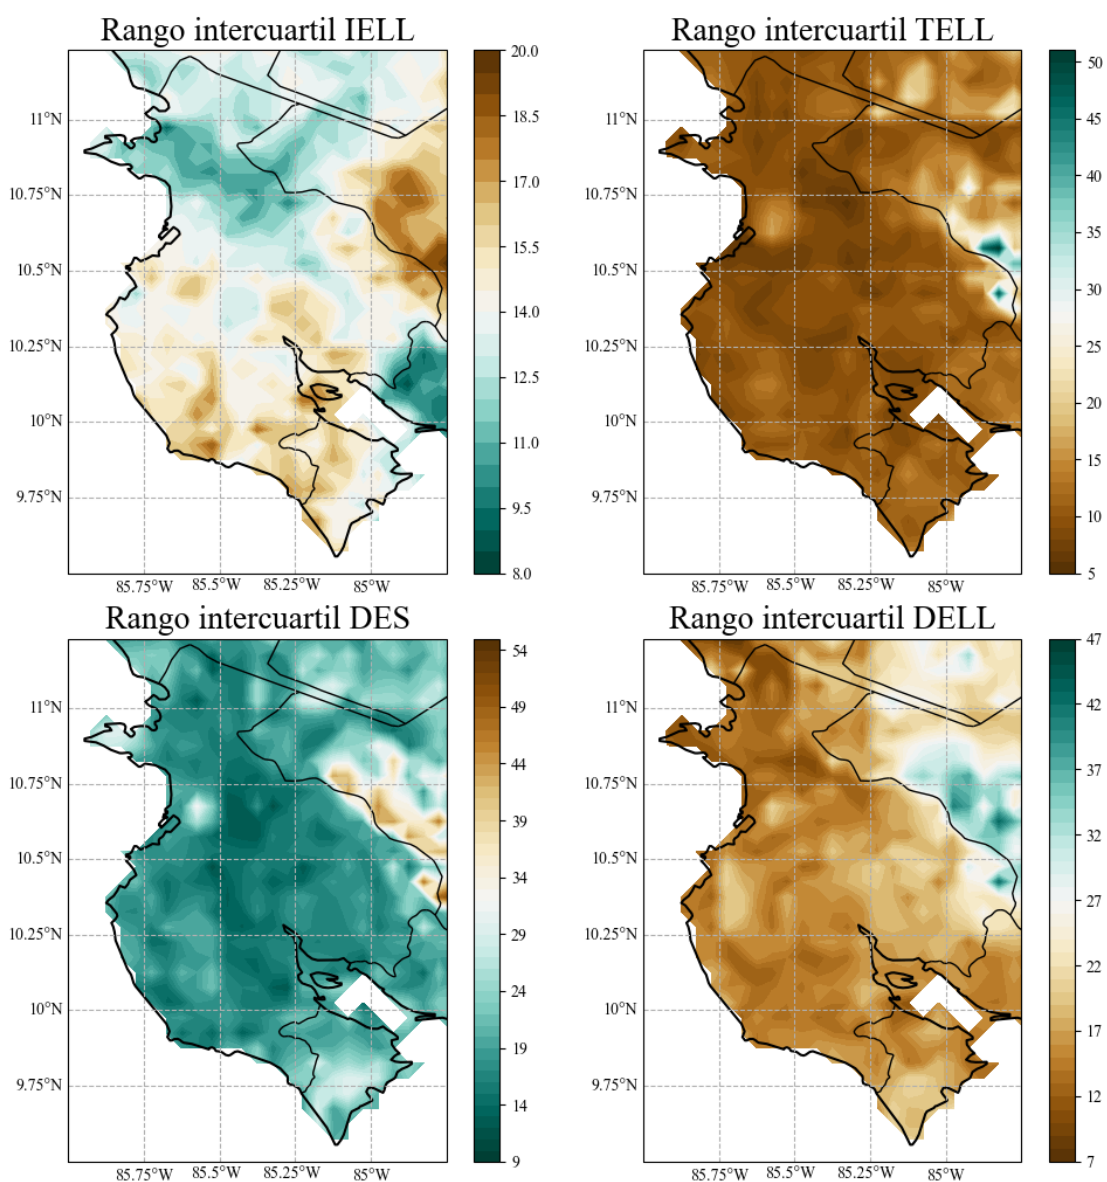 Rango intercuartil IELL
11°N
10.75°N
10.5°N
10.25°N
10°N
9.75°N
85.75°W 85.5°W 85.25°W 85°W
20.0
18.5
17.0
15.5
14.0
12.5
11.0
9.5
8.0
Rango intercuartil TELL
11°N
10.75°N
10.5°N
10.25°N
10°N
9.75°N
85.75°W 85.5°W 85.25°W 85°W
50
45
40
35
30
25
20
15
10
5
Rango intercuartil DES
11°N
10.75°N
10.5°N
10.25°N
10°N
9.75°N
85.75°W 85.5°W 85.25°W 85°W
54
49
44
39
34
29
24
19
14
9
Rango intercuartil DELL
11°N
10.75°N
10.5°N
10.25°N
10°N
9.75°N
85.75°W 85.5°W 85.25°W 85°W
47
42
37
32
27
22
17
12
7